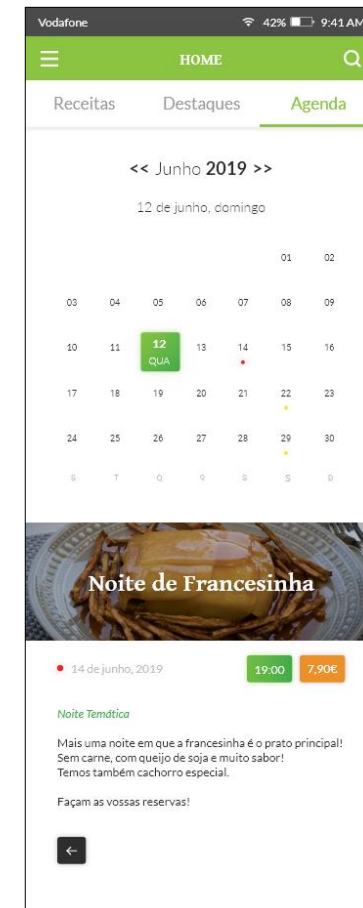 Vodafone 42% 9:41 AM
HOME
Receitas Destaques Agenda
<< Junho 2019 >>
12 de junho, domingo
01 02
03 04 05 06 07 08 09
10 11 12 13 14 15 16
QUA
17 18 19 20 21 22 23
24 25 26 27 28 29 30
S T Q Q S S D
Noite de Francesinha
14 de junho, 2019 19:00 7,90€
Noite Temática
Mais uma noite em que a francesinha é o prato principal!
Sem carne, com queijo de soja e muito sabor!
Temos também cachorro especial.
Façam as vossas reservas!